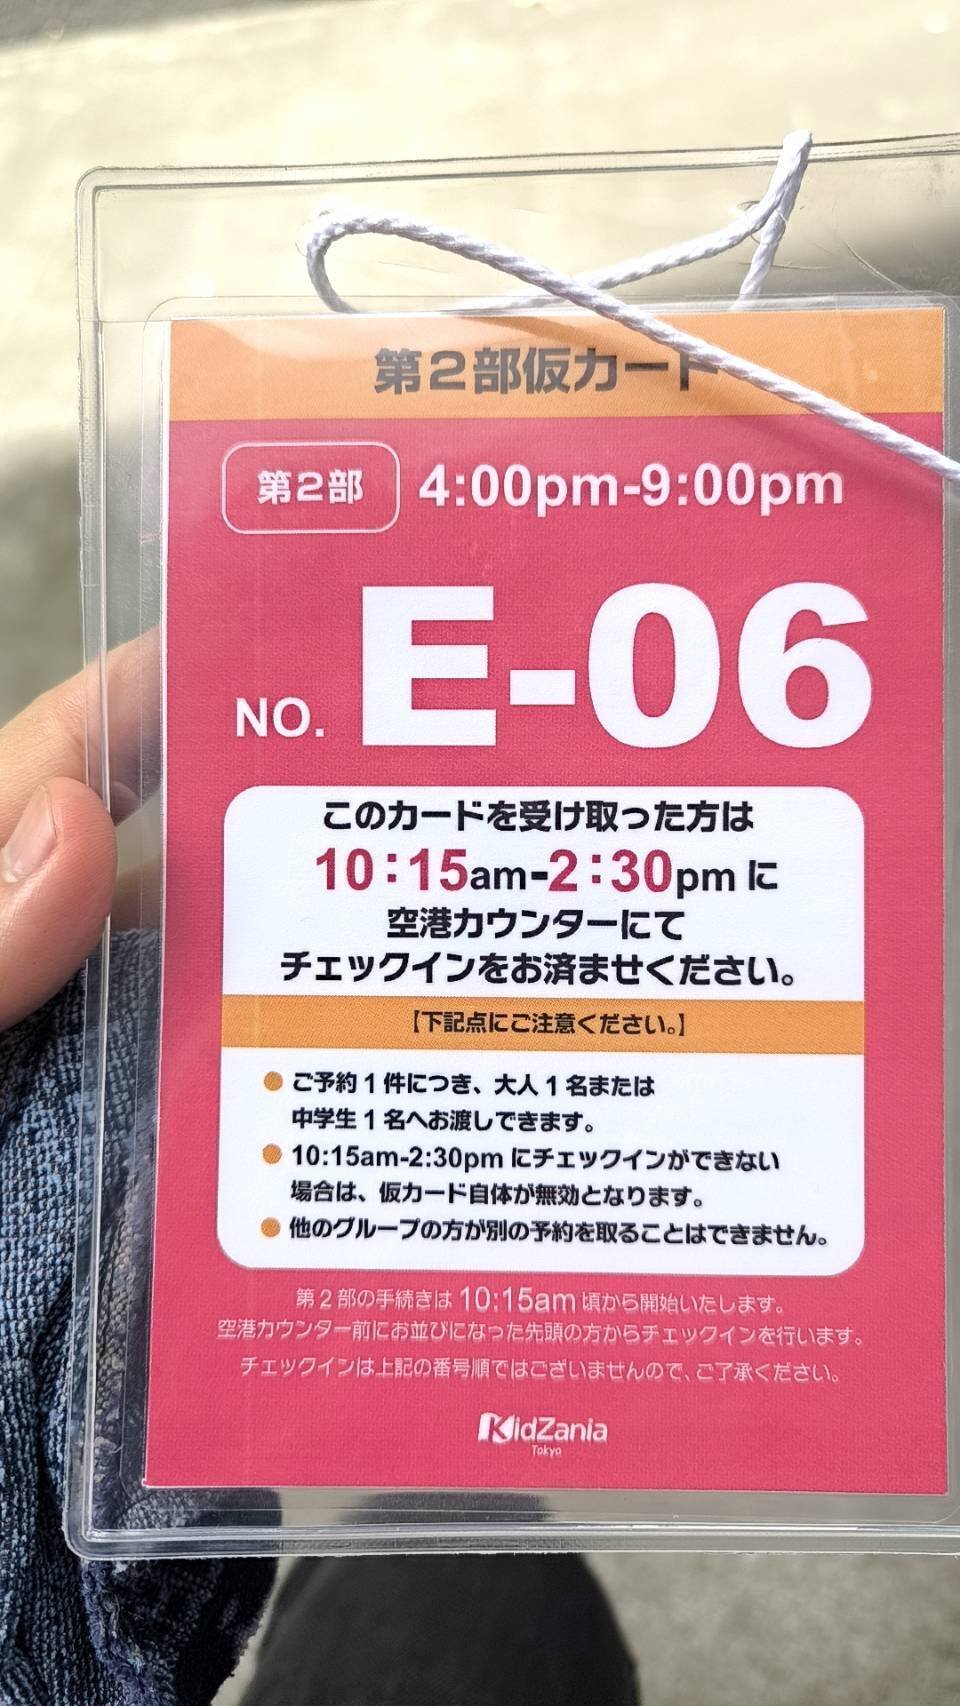 第2部仮カード
第2部 4:00pm-9:00pm
NO. E-06
このカードを受け取った方は
10:15am-2:30pm に
空港カウンターにて
チェックインをお済ませください。
【下記点にご注意ください。】
● ご予約1件につき、大人1名または
中学生1名へお渡しできます。
● 10:15am-2:30pm にチェックインができない
場合は、仮カード自体が無効となります。
● 他のグループの方が別の予約を取ることはできません。
第2部の手続きは 10:15am 頃から開始いたします。
空港カウンター前にお並びになった先頭の方からチェックインを行います。
チェックインは上記の番号順ではございませんので、ご了承ください。
KidZania
Tokyo